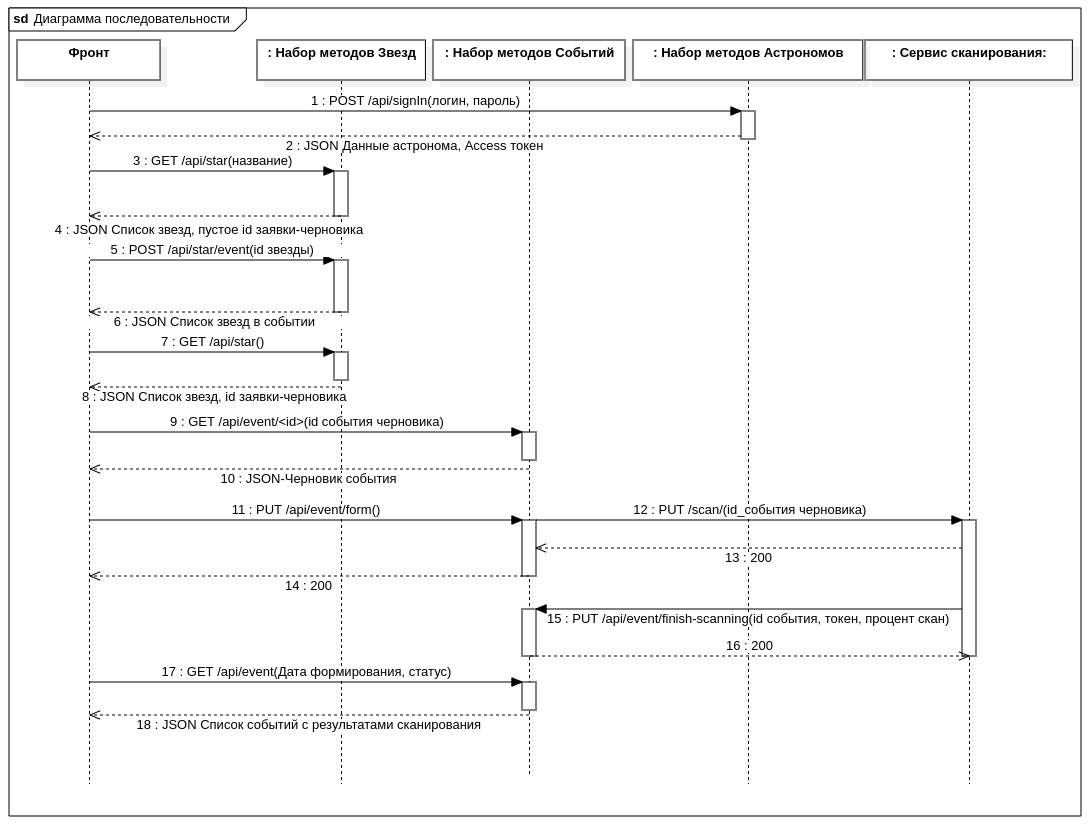 sd Диаграмма последовательности
Фронт
: Набор методов Звезд
: Набор методов Событий
: Набор методов Астрономов
: Сервис сканирования:
1 : POST /api/signIn(логин, пароль)
2 : JSON Данные астронома, Access токен
3 : GET /api/star(название)
4 : JSON Список звезд, пустое id заявки-черновика
5 : POST /api/star/event(id звезды)
6 : JSON Список звезд в событии
7 : GET /api/star()
8 : JSON Список звезд, id заявки-черновика
9 : GET /api/event/<id>(id события черновика)
10 : JSON-Черновик события
11 : PUT /api/event/form()
12 : PUT /scan/(id_события черновика)
13 : 200
14 : 200
15 : PUT /api/event/finish-scanning(id события, токен, процент скан)
16 : 200
17 : GET /api/event(Дата формирования, статус)
18 : JSON Список событий с результатами сканирования